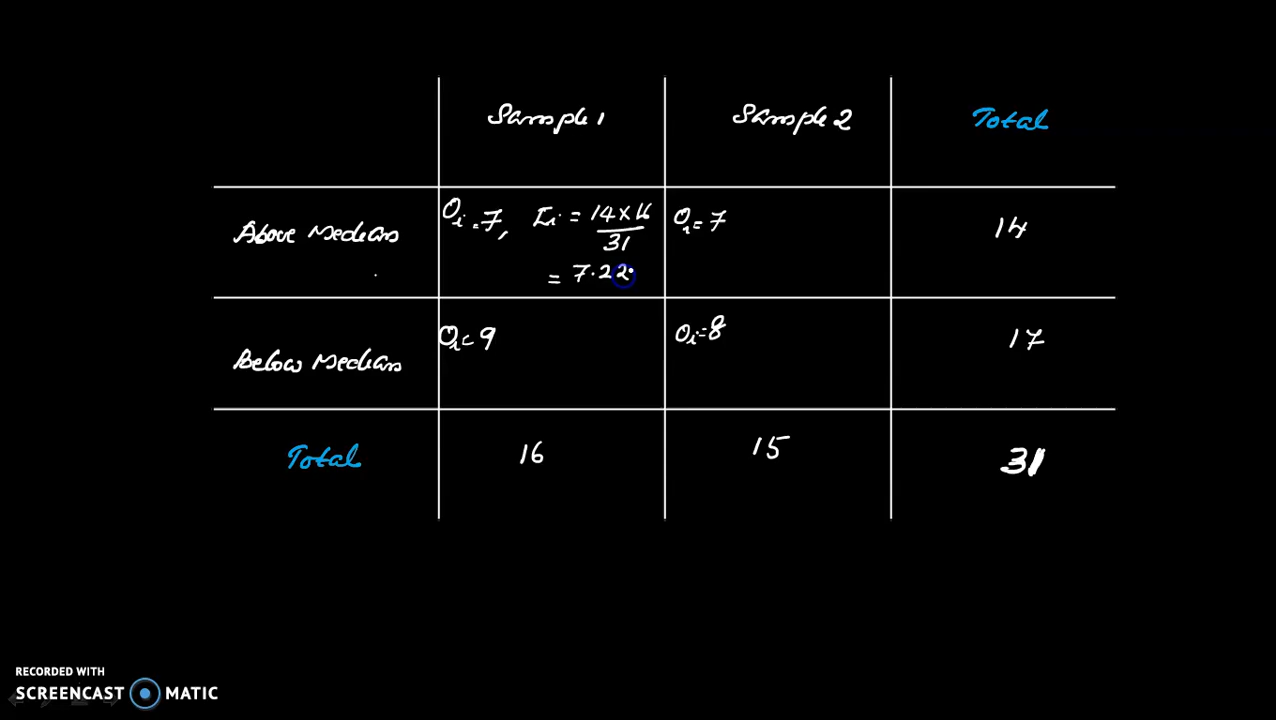 Sample 1 Sample 2 Total
Above Median Oi = 7, Ei = 14 x 16 / 31 Oi = 7 14
= 7.22
Below Median Oi = 9 Oi = 8 17
Total 16 15 31
RECORDED WITH
SCREENCAST MATIC